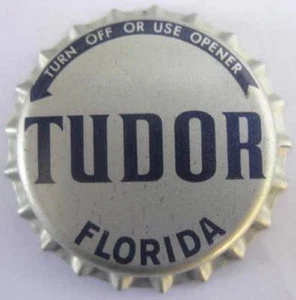 TURN OFF OR USE OPENER
TUDOR
FLORIDA